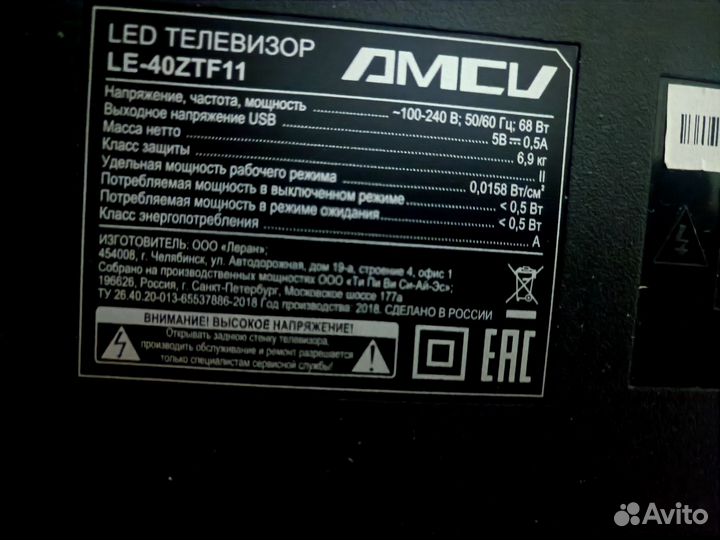 LED ТЕЛЕВИЗОР
LE-40ZTF11
AMCV
Напряжение, частота, мощность ~100-240 В; 50/60 Гц; 68 Вт
Выходное напряжение USB 5В 0,5А
Масса нетто 6,9 кг
Класс защиты II
Удельная мощность рабочего режима 0,0158 Вт/см²
Потребляемая мощность в выключенном режиме < 0,5 Вт
Потребляемая мощность в режиме ожидания < 0,5 Вт
Класс энергопотребления А
ИЗГОТОВИТЕЛЬ: ООО «Леран»;
454008, г. Челябинск, ул. Автодорожная, дом 19-а, строение 4, офис 1
Собрано на производственных мощностях ООО «Ти Пи Ви Си-Ай-Эс»;
196626, Россия, г. Санкт-Петербург, Московское шоссе 177а
ТУ 26.40.20-013-65537886-2018 Год производства 2018. СДЕЛАНО В РОССИИ
ВНИМАНИЕ! ВЫСОКОЕ НАПРЯЖЕНИЕ!
Открывать заднюю стенку телевизора,
производить обслуживание и ремонт разрешается
только специалистам сервисной службы!
EAC
Avito